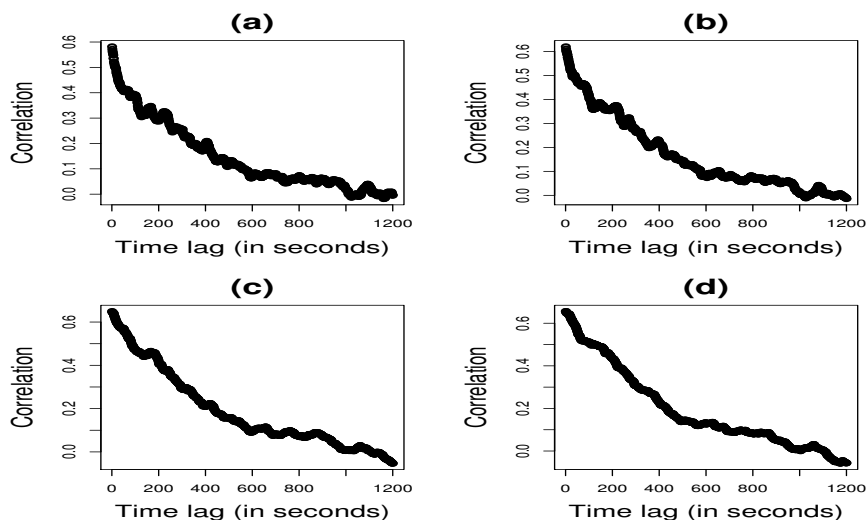 (a)
Correlation
0.0 0.1 0.2 0.3 0.4 0.5 0.6
0 200 400 600 800 1200
Time lag (in seconds)
(b)
Correlation
0.0 0.1 0.2 0.3 0.4 0.5 0.6
0 200 400 600 800 1200
Time lag (in seconds)
(c)
Correlation
0.0 0.2 0.4 0.6
0 200 400 600 800 1200
Time lag (in seconds)
(d)
Correlation
0.0 0.2 0.4 0.6
0 200 400 600 800 1200
Time lag (in seconds)